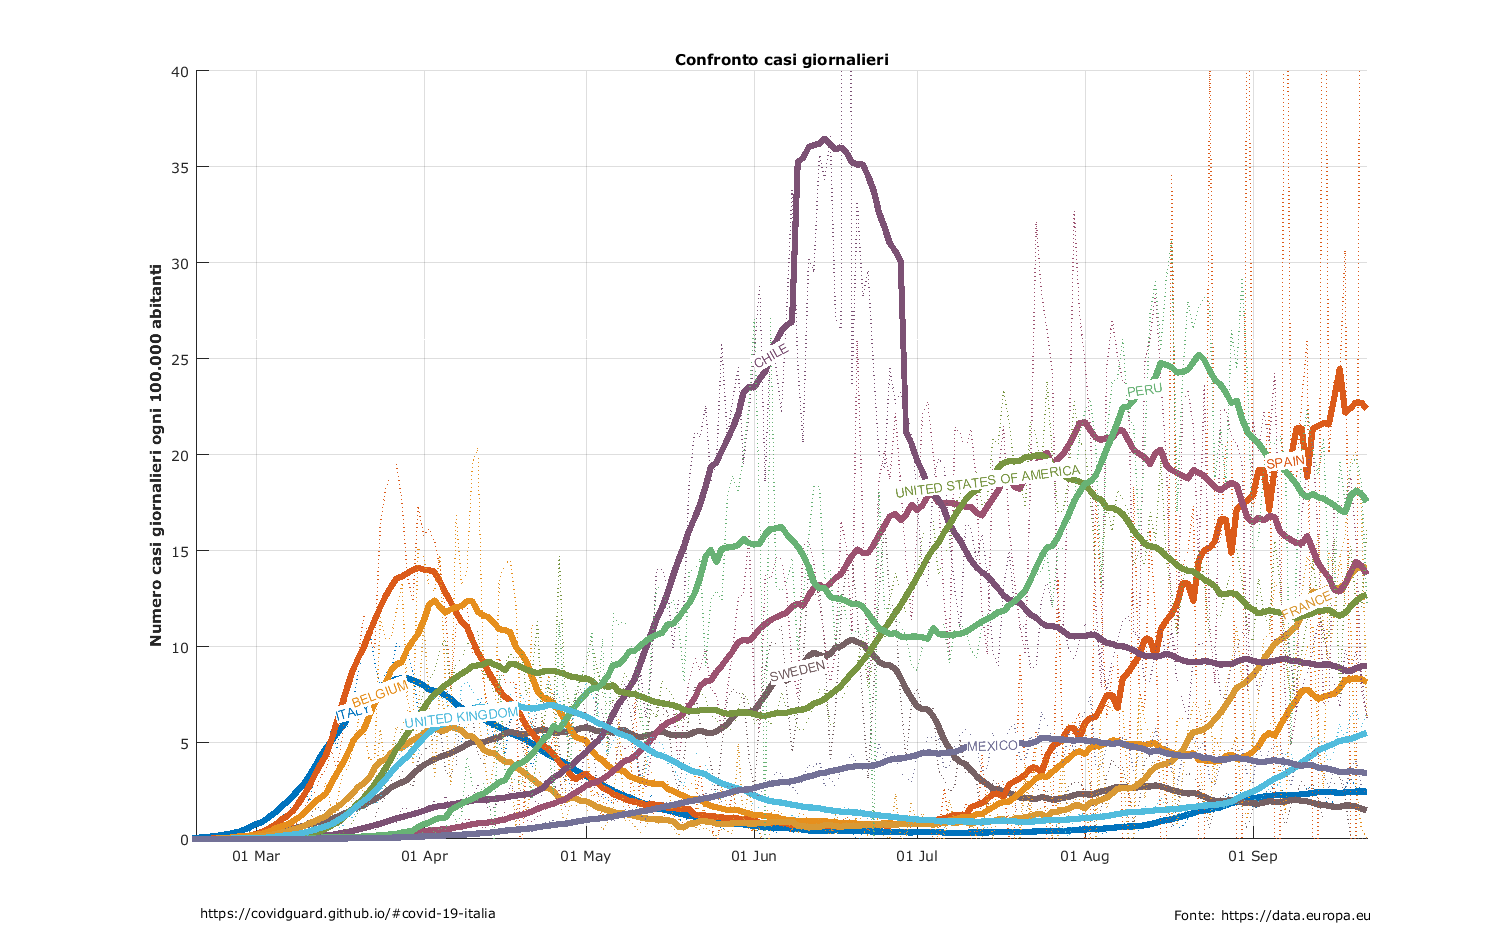 Confronto casi giornalieri
Numero casi giornalieri ogni 100.000 abitanti
40
35
30
25
20
15
10
5
0
CHILE
PERU
SPAIN
UNITED STATES OF AMERICA
FRANCE
SWEDEN
BELGIUM
ITALY
UNITED KINGDOM
MEXICO
01 Mar
01 Apr
01 May
01 Jun
01 Jul
01 Aug
01 Sep
https://covidguard.github.io/#covid-19-italia
Fonte: https://data.europa.eu